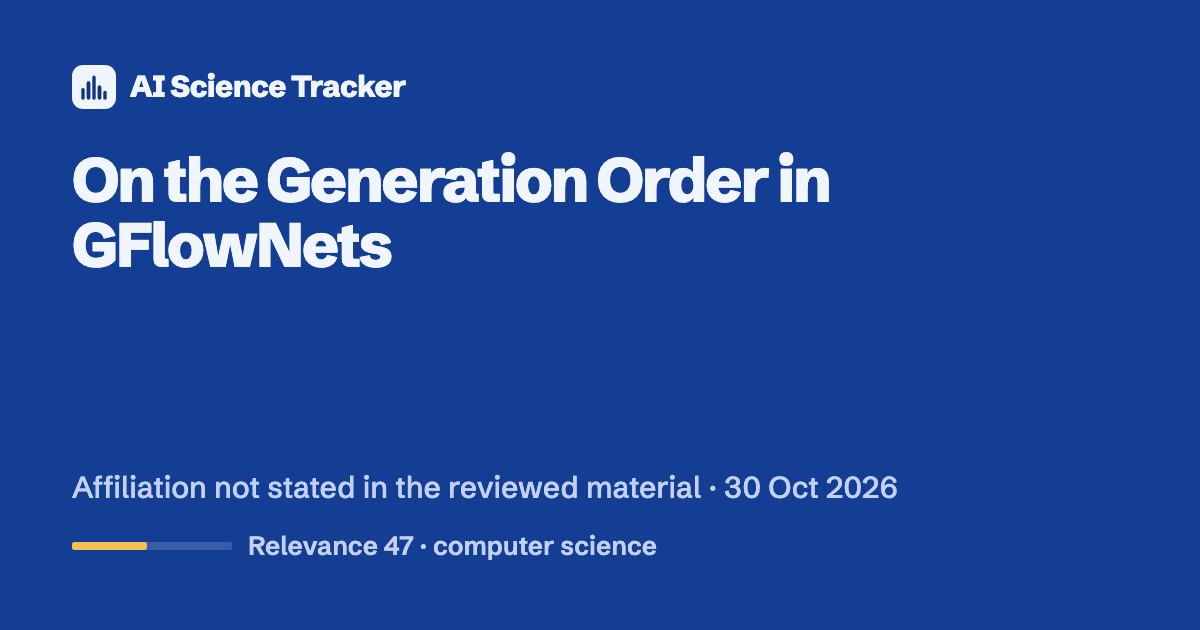 AI Science Tracker
On the Generation Order in
GFlowNets
Affiliation not stated in the reviewed material · 30 Oct 2026
Relevance 47 · computer science